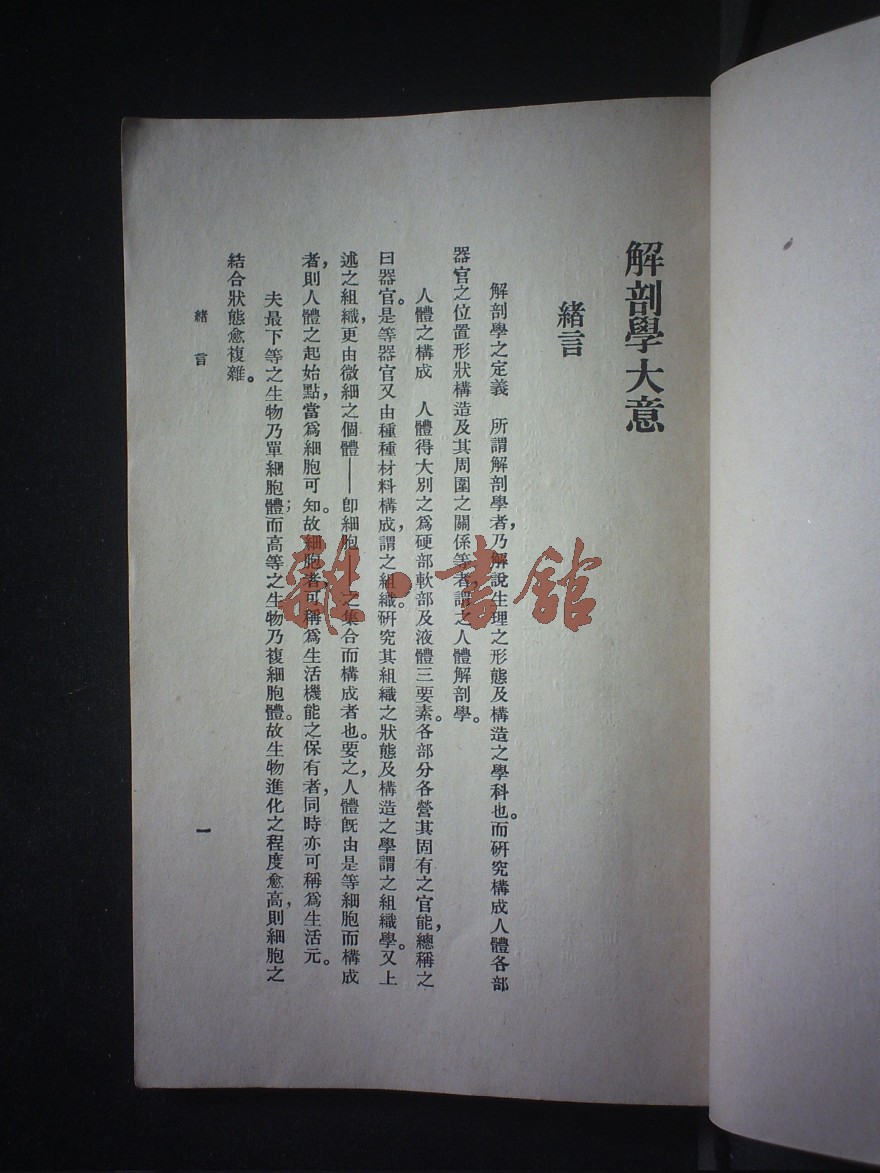 解剖學大意
緒言
解剖學之定義　所謂解剖學者，乃解說生理之形態及構造之學科也。而硏究構成人體各部
器官之位置形狀構造及其周圍之關係等者，謂之人體解剖學。
人體之構成　人體得大別之爲硬部軟部及液體三要素。各部分各營其固有之官能，總稱之
曰器官。是等器官又由種種材料構成，謂之組織。硏究其組織之狀態及構造之學謂之組織學。又上
述之組織，更由微細之個體——卽細胞——之集合而構成者也。要之，人體旣由是等細胞而構成
者，則人體之起始點，當爲細胞可知。故細胞者，可稱爲生活機能之保有者，同時亦可稱爲生活元。
夫最下等之生物乃單細胞體；而高等之生物乃複細胞體。故生物進化之程度愈高，則細胞之
結合狀態愈複雜。
緒言
一
雜·書館